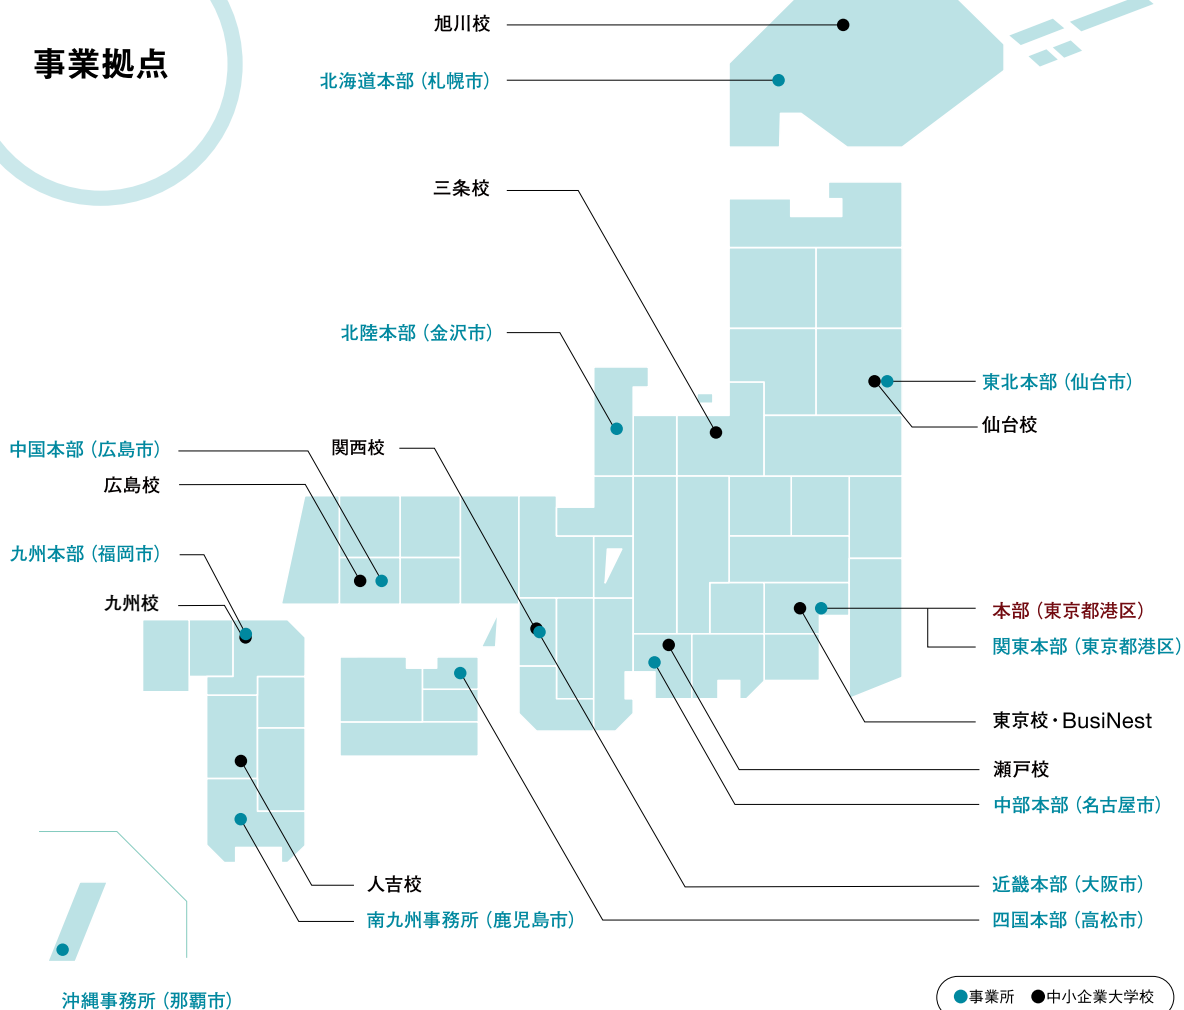 事業拠点
旭川校
北海道本部（札幌市）
三条校
北陸本部（金沢市）
東北本部（仙台市）
仙台校
中国本部（広島市）
関西校
広島校
九州本部（福岡市）
九州校
本部（東京都港区）
関東本部（東京都港区）
東京校・BusiNest
瀬戸校
中部本部（名古屋市）
人吉校
近畿本部（大阪市）
南九州事務所（鹿児島市）
四国本部（高松市）
沖縄事務所（那覇市）
事業所 中小企業大学校